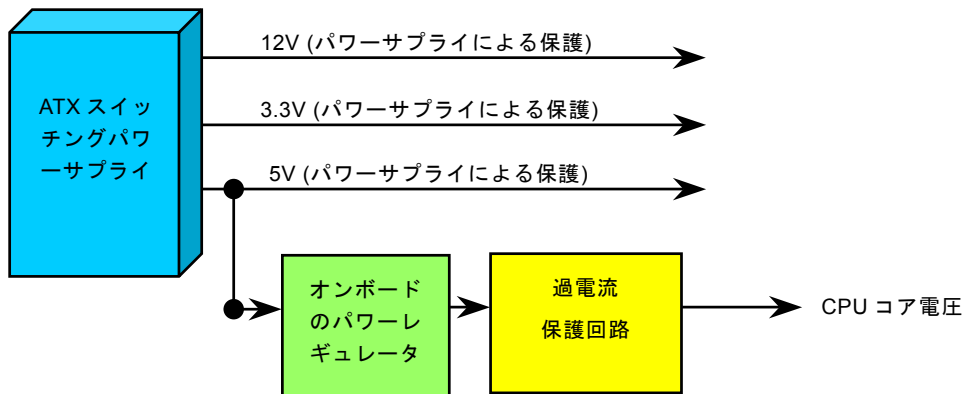 12V (パワーサプライによる保護)
ATX スイッ
チングパワ
ーサプライ
3.3V (パワーサプライによる保護)
5V (パワーサプライによる保護)
オンボード
のパワーレ
ギュレータ
過電流
保護回路
CPU コア電圧